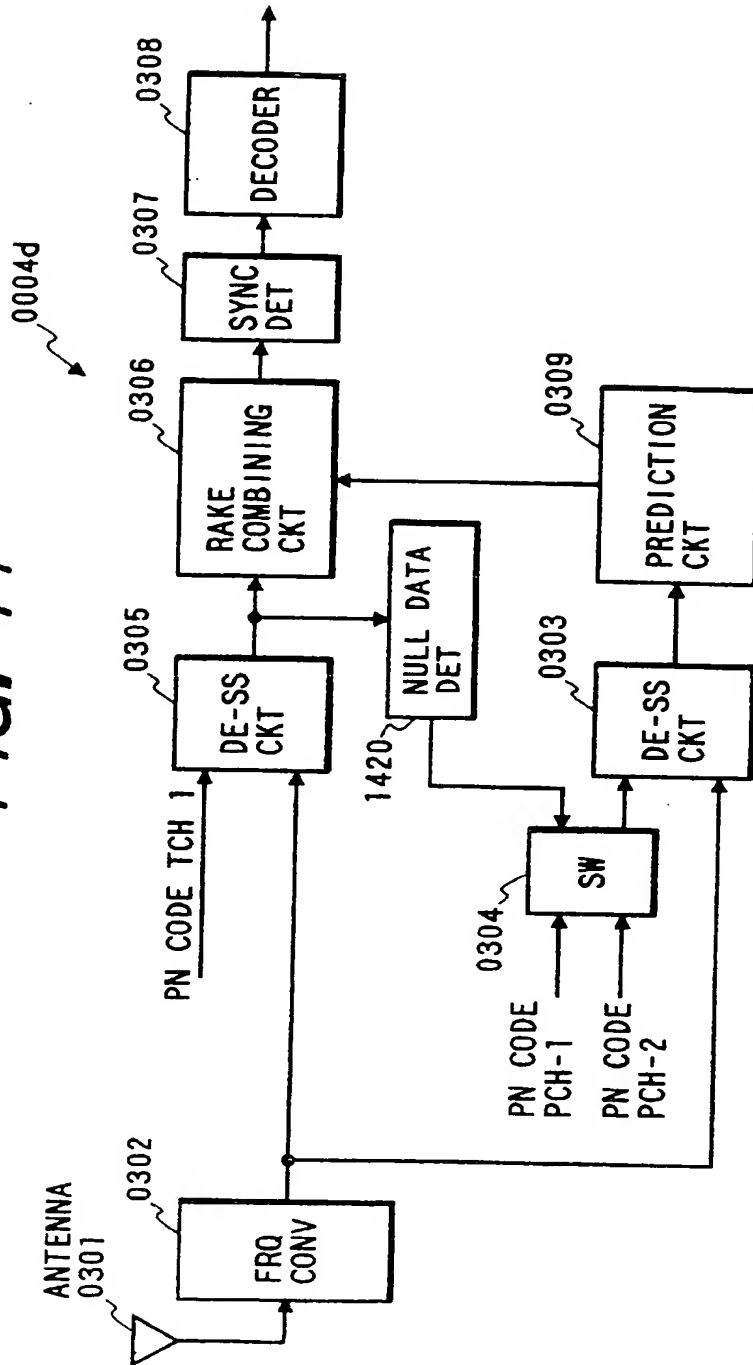 0004d
ANTENNA
0301
0302
FRQ
CONV
PN CODE TCH 1
0305
DE-SS
CKT
0306
RAKE
COMBINING
CKT
0307
SYNC
DET
0308
DECODER
1420
NULL DATA
DET
0304
SW
PN CODE
PCH-1
PN CODE
PCH-2
0303
DE-SS
CKT
0309
PREDICTION
CKT